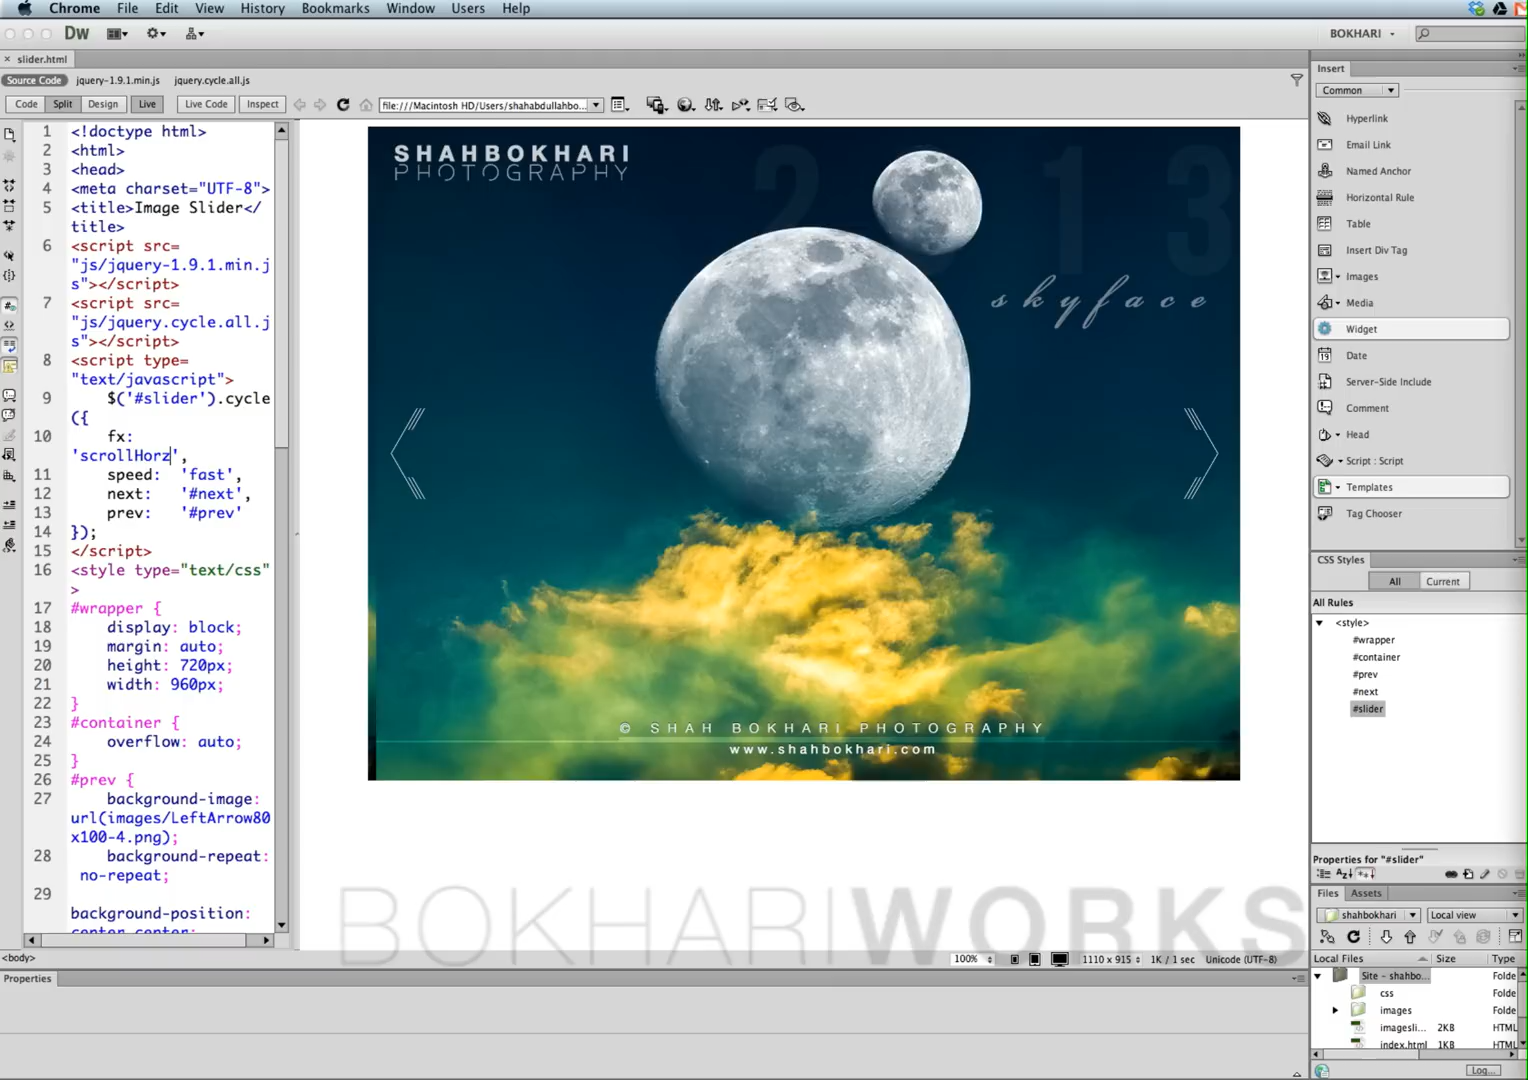 Chrome File Edit View History Bookmarks Window Users Help
Dw BOKHARI
slider.html
Source Code jquery-1.9.1.min.js jquery.cycle.all.js
Code Split Design Live Live Code Inspect file:///Macintosh HD/Users/shahabdullahbo...
1 <!doctype html>
2 <html>
3 <head>
4 <meta charset="UTF-8">
5 <title>Image Slider</
title>
6 <script src=
"js/jquery-1.9.1.min.j
s"></script>
7 <script src=
"js/jquery.cycle.all.j
s"></script>
8 <script type=
"text/javascript">
9 $('#slider').cycle
({
10 fx:
'scrollHorz',
11 speed: 'fast',
12 next: '#next',
13 prev: '#prev'
14 });
15 </script>
16 <style type="text/css"
>
17 #wrapper {
18 display: block;
19 margin: auto;
20 height: 720px;
21 width: 960px;
22 }
23 #container {
24 overflow: auto;
25 }
26 #prev {
27 background-image:
url(images/LeftArrow80
x100-4.png);
28 background-repeat:
no-repeat;
29
background-position:
center center;
SHAHBOKHARI
PHOTOGRAPHY
2 1 3
skyface
© SHAH BOKHARI PHOTOGRAPHY
www.shahbokhari.com
BOKHARIWORKS
<body>
100% 1110 x 915 1K / 1 sec Unicode (UTF-8)
Properties
Insert
Common
Hyperlink
Email Link
Named Anchor
Horizontal Rule
Table
Insert Div Tag
Images
Media
Widget
19 Date
Server-Side Include
Comment
Head
Script : Script
Templates
Tag Chooser
CSS Styles
All Current
All Rules
<style>
#wrapper
#container
#prev
#next
#slider
Properties for "#slider"
Files Assets
shahbokhari Local view
Local Files Size Type
Site - shahbo... Folde
css Folde
images Folde
imagesli... 2KB HTML
index.html 1KB HTML
Log...